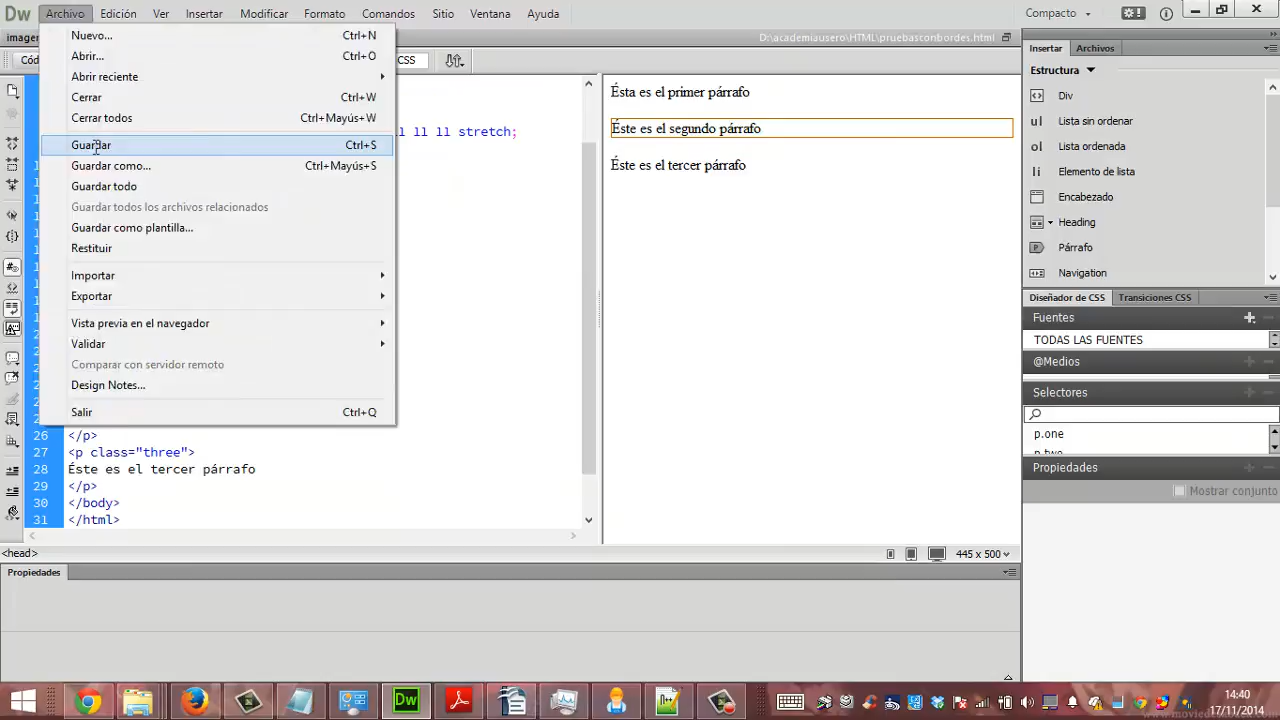 Dw Archivo Edición Ver Insertar Modificar Formato Comandos Sitio Ventana Ayuda Compacto
D:\academiausero\HTML\pruebasconbordes.html
CSS
Nuevo... Ctrl+N
Abrir... Ctrl+O
Abrir reciente
Cerrar Ctrl+W
Cerrar todos Ctrl+Mayús+W
Guardar Ctrl+S
Guardar como... Ctrl+Mayús+S
Guardar todo
Guardar todos los archivos relacionados
Guardar como plantilla...
Restituir
Importar
Exportar
Vista previa en el navegador
Validar
Comparar con servidor remoto
Design Notes...
Salir Ctrl+Q
ll ll stretch;
26 </p>
27 <p class="three">
28 Éste es el tercer párrafo
29 </p>
30 </body>
31 </html>
Ésta es el primer párrafo
Éste es el segundo párrafo
Éste es el tercer párrafo
Insertar Archivos
Estructura
Div
ul Lista sin ordenar
ol Lista ordenada
li Elemento de lista
Encabezado
Heading
Párrafo
Navigation
Diseñador de CSS Transiciones CSS
Fuentes
TODAS LAS FUENTES
@Medios
Selectores
p.one
p.two
Propiedades
Mostrar conjunto
<head>
445 x 500
Propiedades
Dw
14:40
17/11/2014